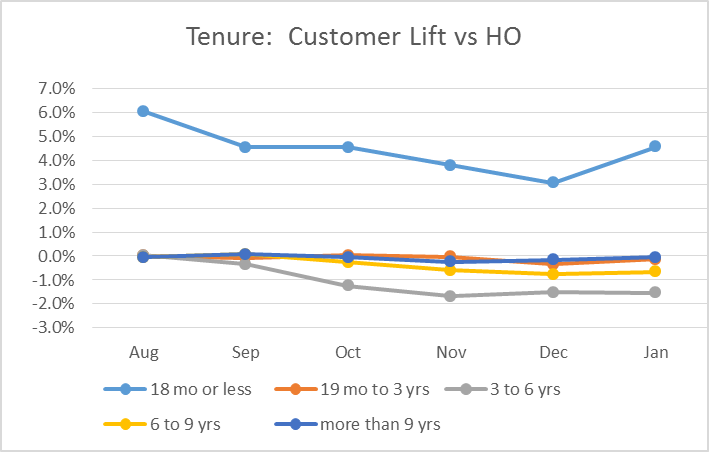 Tenure:  Customer Lift vs HO
7.0%
6.0%
5.0%
4.0%
3.0%
2.0%
1.0%
0.0%
-1.0%
-2.0%
-3.0%
Aug Sep Oct Nov Dec Jan
18 mo or less 19 mo to 3 yrs 3 to 6 yrs
6 to 9 yrs more than 9 yrs